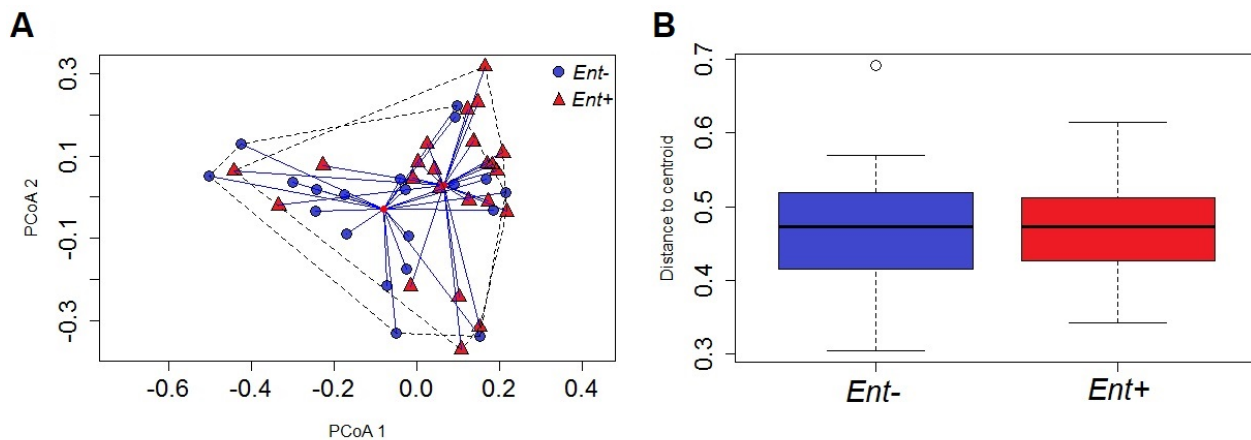 A
PCoA 2
0.3
0.1
-0.1
-0.3
-0.6
-0.4
-0.2
0.0
0.2
0.4
PCoA 1
Ent-
Ent+
B
Distance to centroid
0.7
0.6
0.5
0.4
0.3
Ent-
Ent+